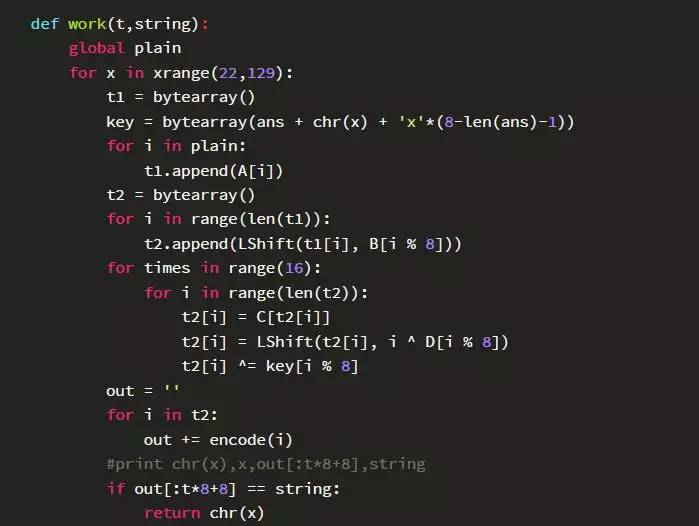 def work(t,string):
    global plain
    for x in xrange(22,129):
        t1 = bytearray()
        key = bytearray(ans + chr(x) + 'x'*(8-len(ans)-1))
        for i in plain:
            t1.append(A[i])
        t2 = bytearray()
        for i in range(len(t1)):
            t2.append(LShift(t1[i], B[i % 8]))
        for times in range(16):
            for i in range(len(t2)):
                t2[i] = C[t2[i]]
                t2[i] = LShift(t2[i], i ^ D[i % 8])
                t2[i] ^= key[i % 8]
        out = ''
        for i in t2:
            out += encode(i)
        #print chr(x),x,out[:t*8+8],string
        if out[:t*8+8] == string:
            return chr(x)